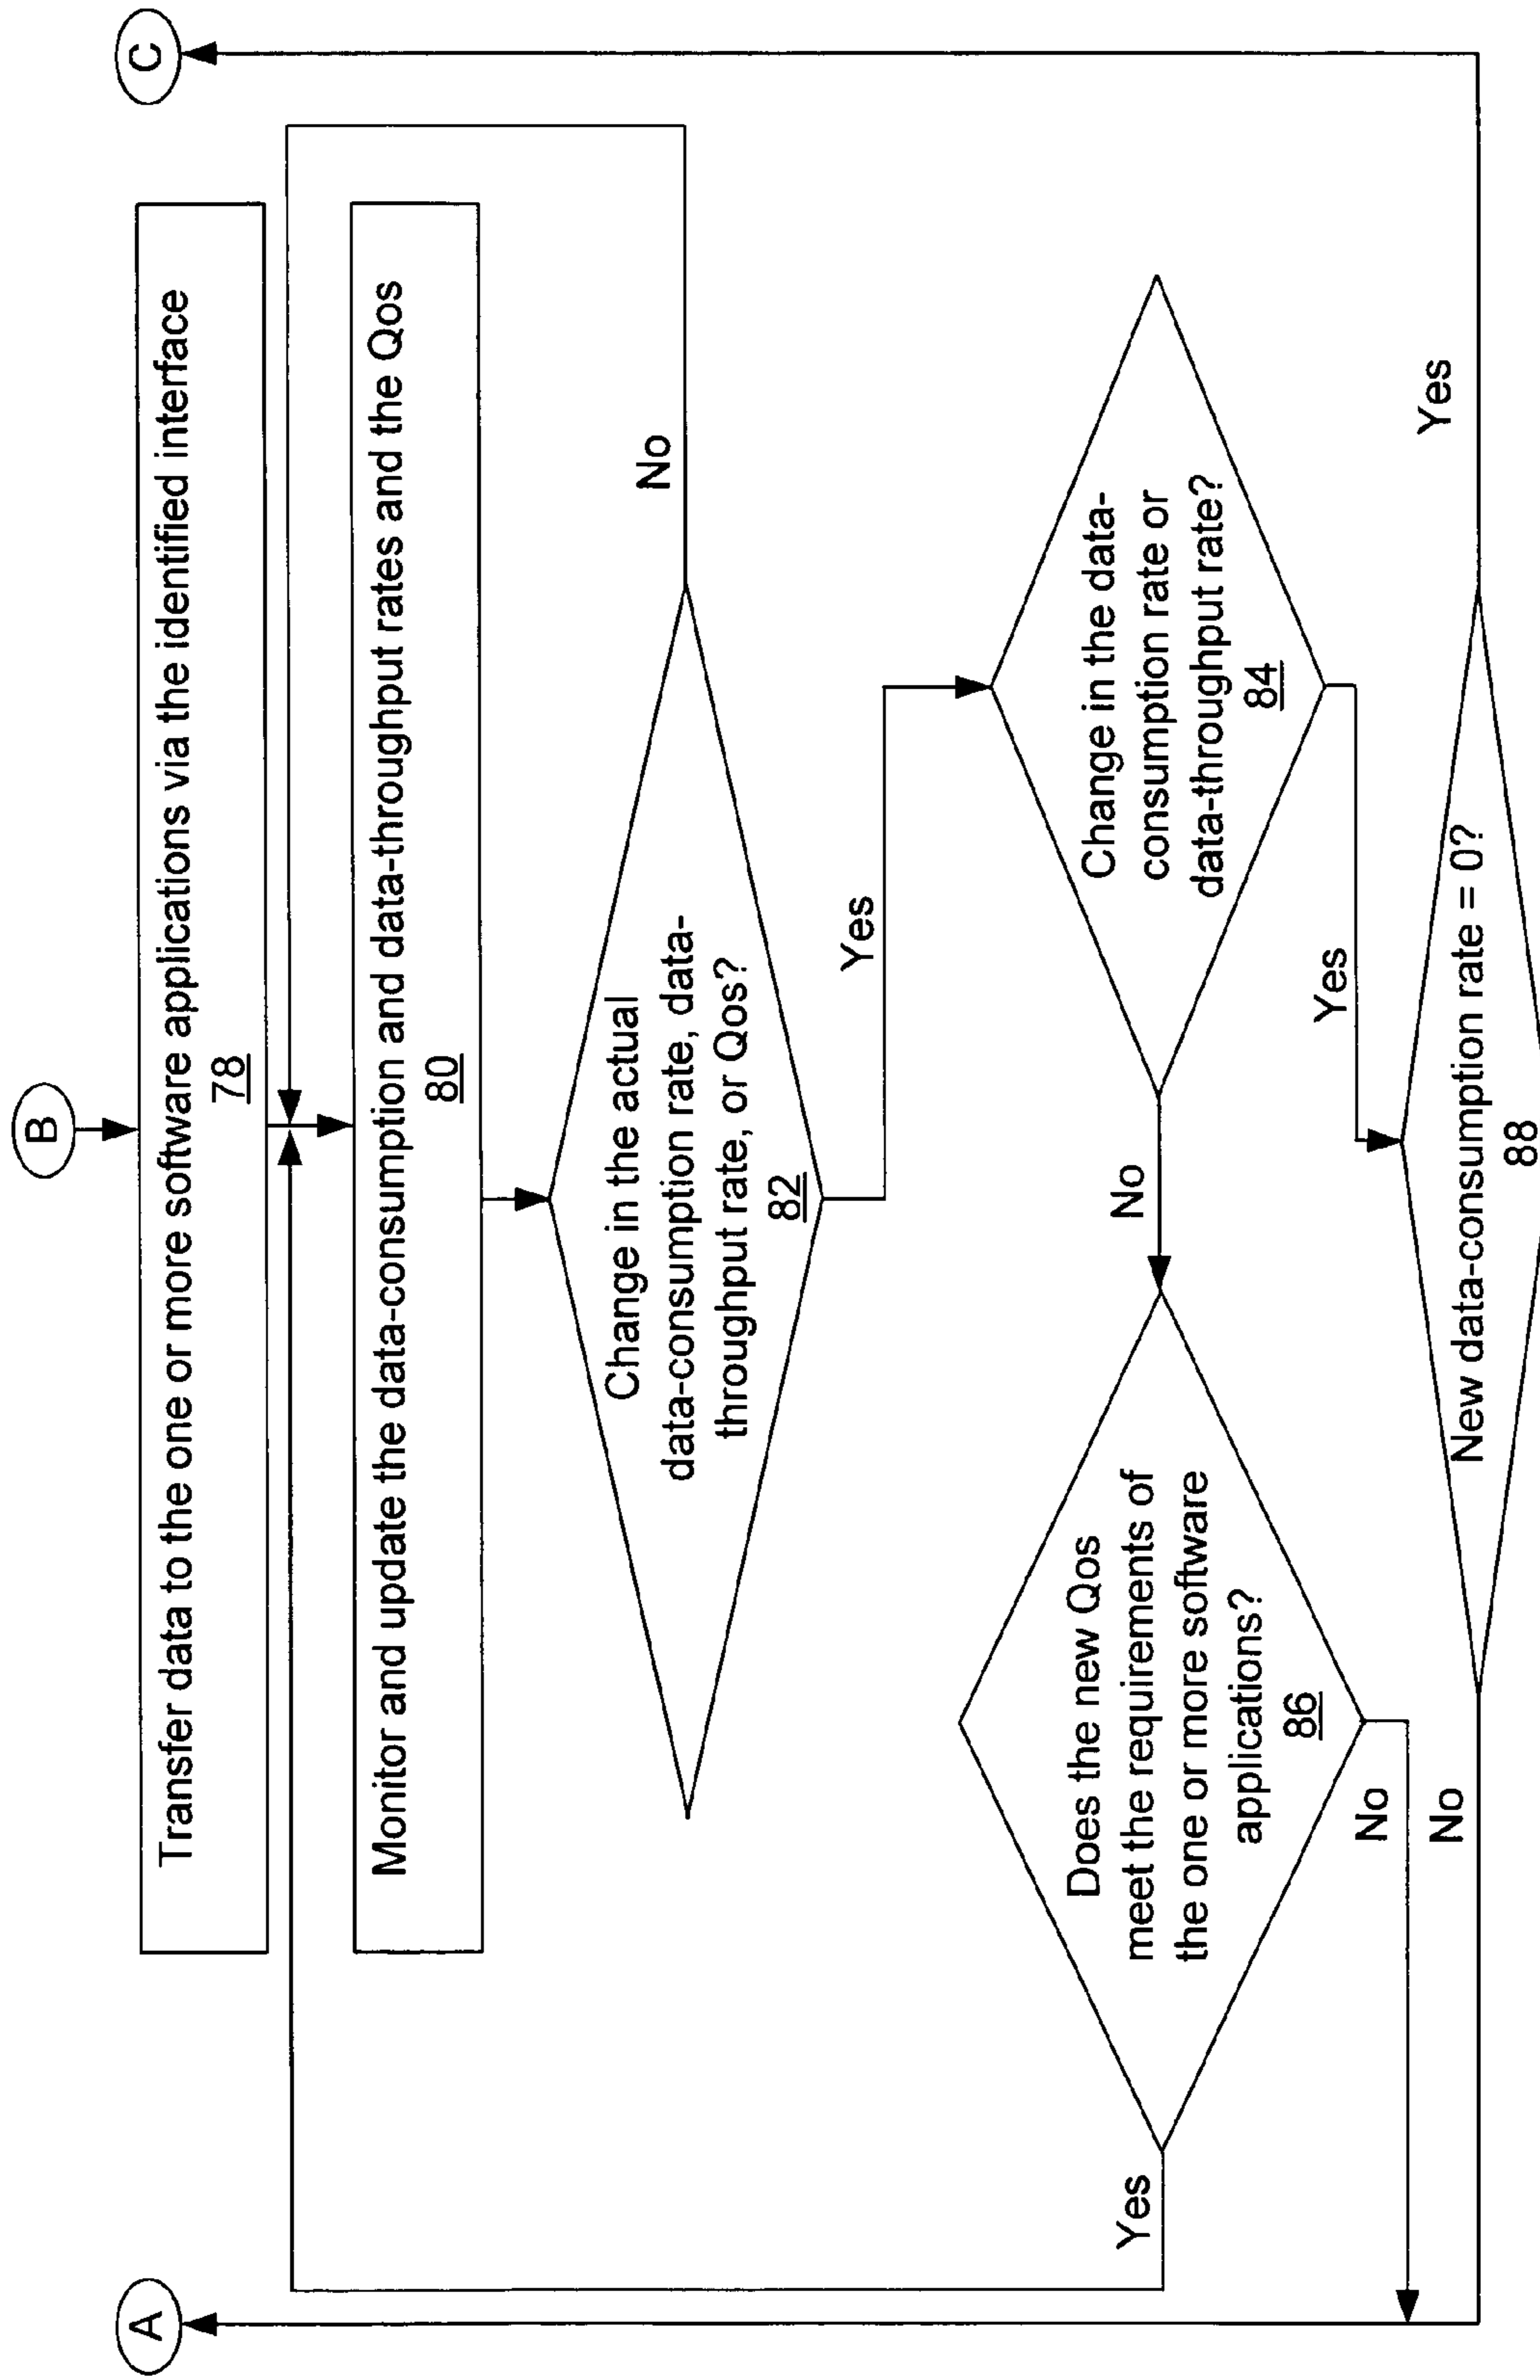 B
A
C
Transfer data to the one or more software applications via the identified interface
78
Monitor and update the data-consumption and data-throughput rates and the Qos
80
Change in the actual
data-consumption rate, data-
throughput rate, or Qos?
82
No
Yes
Change in the data-
consumption rate or
data-throughput rate?
84
No
Yes
Does the new Qos
meet the requirements of
the one or more software
applications?
86
Yes
No
No
New data-consumption rate = 0?
88
Yes